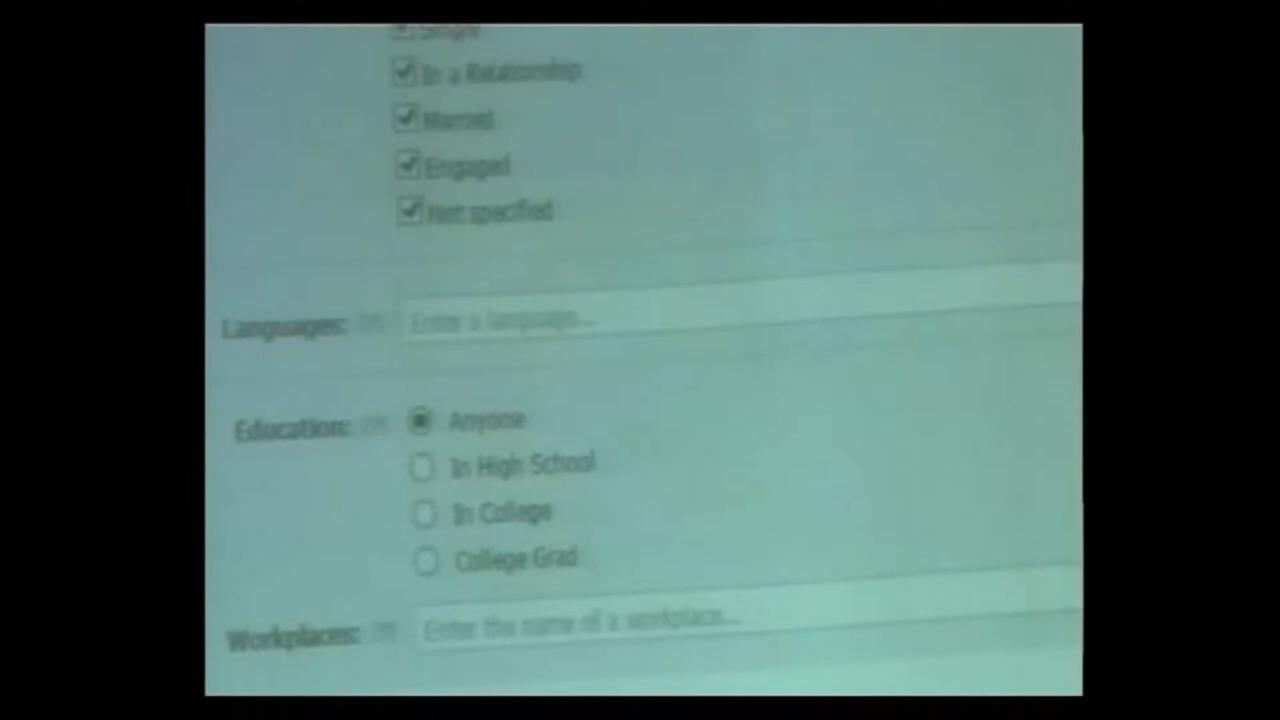 Single
In a Relationship
Married
Engaged
Not specified
Languages: [?] Enter a language...
Education: [?] Anyone
In High School
In College
College Grad
Workplaces: [?] Enter the name of a workplace...